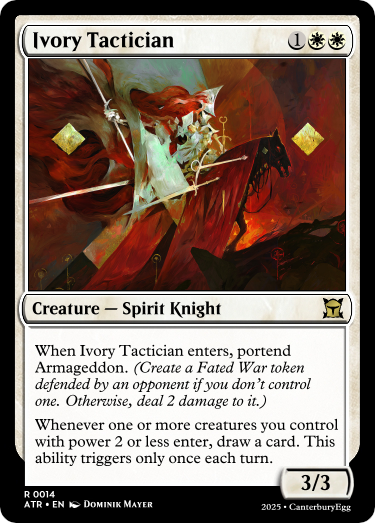 Ivory Tactician 1
Creature — Spirit Knight
When Ivory Tactician enters, portend
Armageddon. (Create a Fated War token
defended by an opponent if you don't control
one. Otherwise, deal 2 damage to it.)
Whenever one or more creatures you control
with power 2 or less enter, draw a card. This
ability triggers only once each turn.
3/3
R 0014
ATR • EN Dominik Mayer
2025 • CanterburyEgg